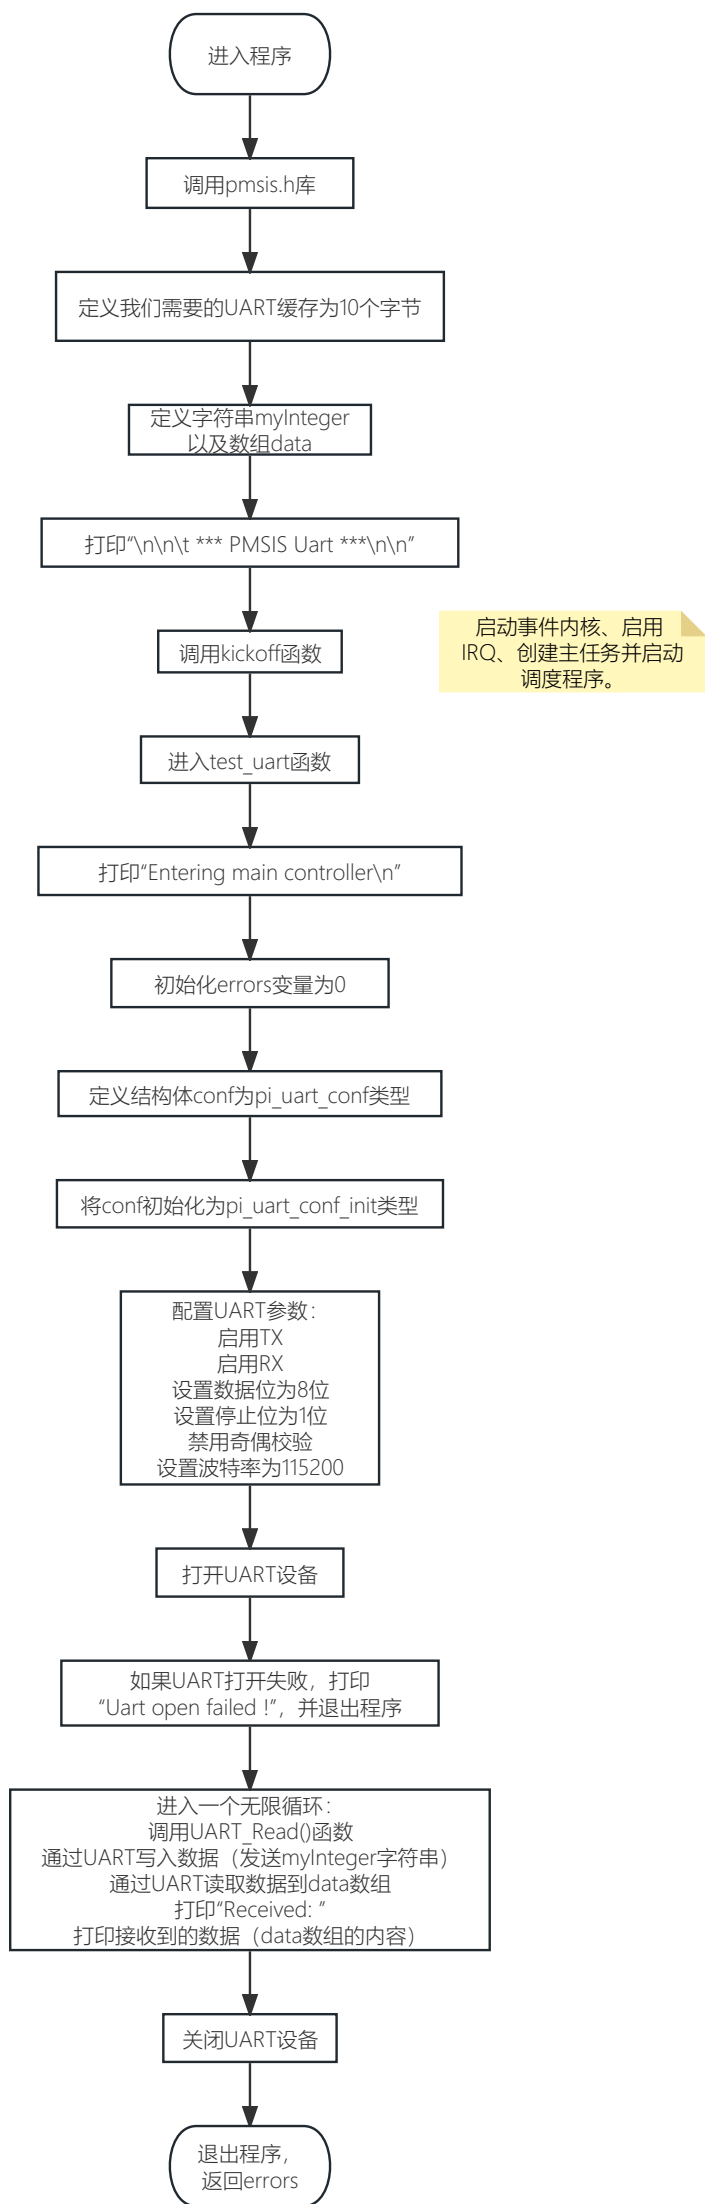 进入程序
调用pmsis.h库
定义我们需要的UART缓存为10个字节
定义字符串myInteger
以及数组data
打印“\n\n\t *** PMSIS Uart ***\n\n”
调用kickoff函数
启动事件内核、启用
IRQ、创建主任务并启动
调度程序。
进入test_uart函数
打印“Entering main controller\n”
初始化errors变量为0
定义结构体conf为pi_uart_conf类型
将conf初始化为pi_uart_conf_init类型
配置UART参数：
启用TX
启用RX
设置数据位为8位
设置停止位为1位
禁用奇偶校验
设置波特率为115200
打开UART设备
如果UART打开失败，打印
“Uart open failed !”，并退出程序
进入一个无限循环：
调用UART_Read()函数
通过UART写入数据（发送myInteger字符串）
通过UART读取数据到data数组
打印“Received: ”
打印接收到的数据（data数组的内容）
关闭UART设备
退出程序，
返回errors